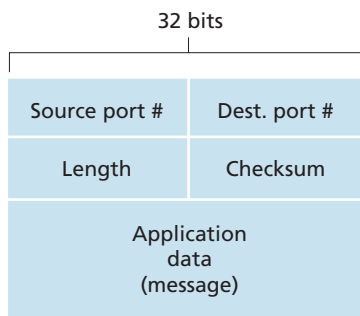 32 bits
Source port #
Dest. port #
Length
Checksum
Application
data
(message)